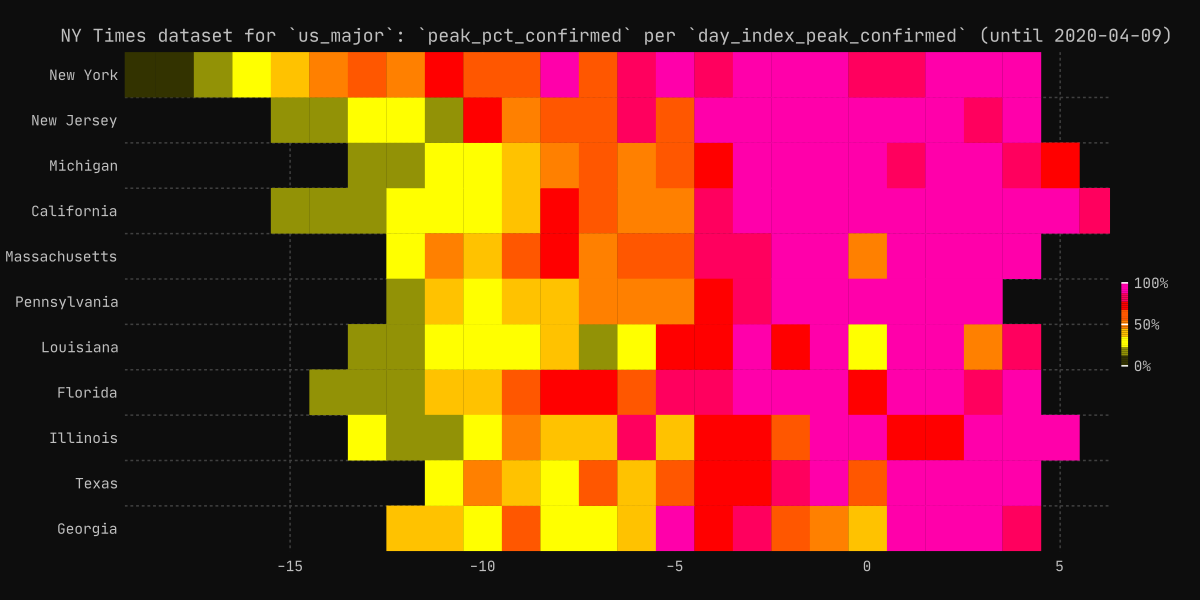 NY Times dataset for `us_major`: `peak_pct_confirmed` per `day_index_peak_confirmed` (until 2020-04-09)
New York
New Jersey
Michigan
California
Massachusetts
Pennsylvania
Louisiana
Florida
Illinois
Texas
Georgia
100%
50%
0%
−15
−10
−5
0
5